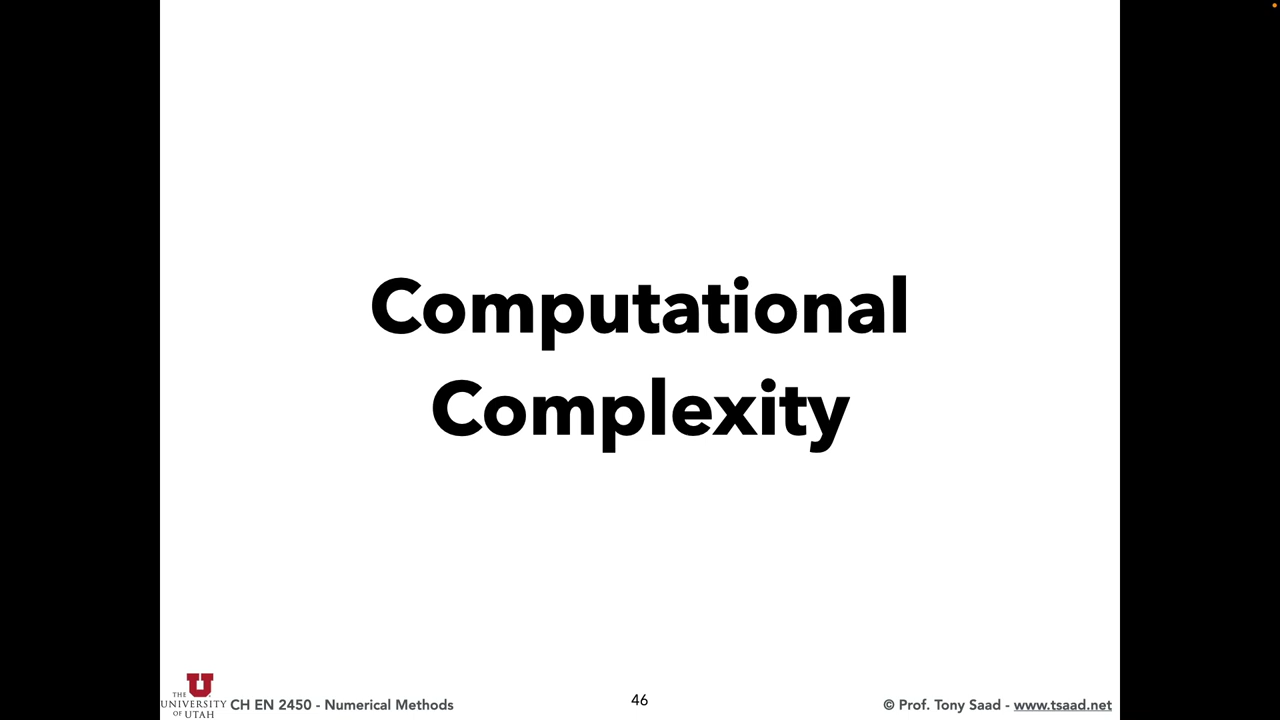 Computational
Complexity
U
THE
UNIVERSITY
OF UTAH
CH EN 2450 - Numerical Methods
46
© Prof. Tony Saad - www.tsaad.net